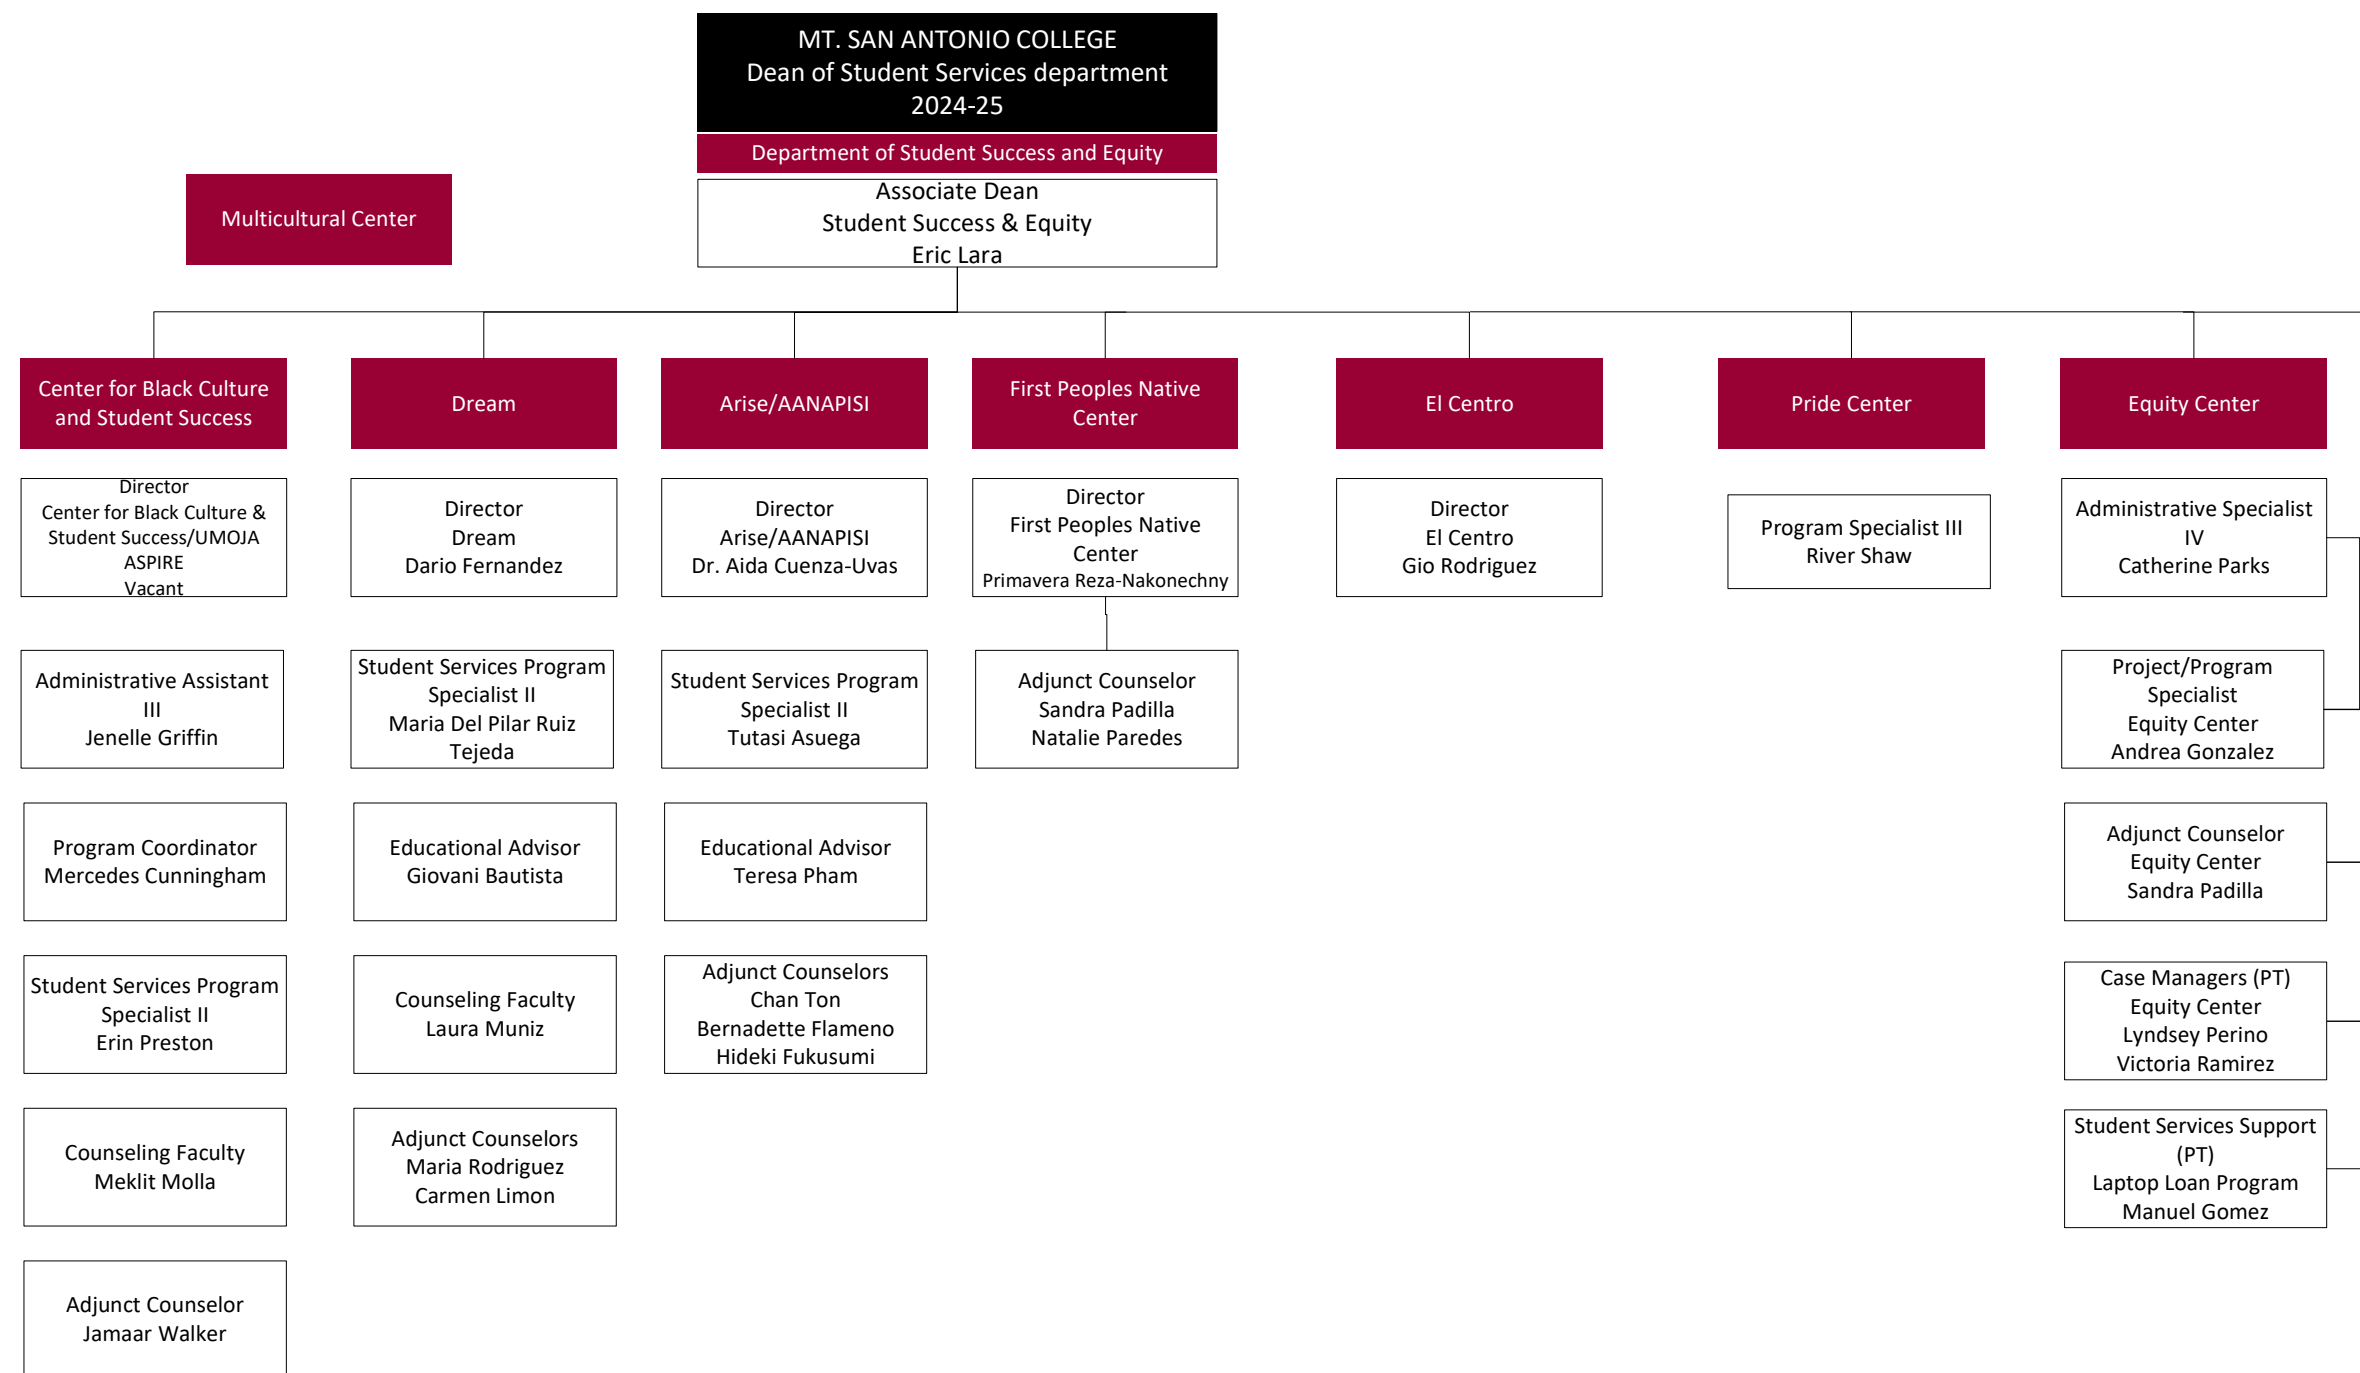 MT. SAN ANTONIO COLLEGE
Dean of Student Services department
2024-25
Department of Student Success and Equity
Associate Dean
Student Success & Equity
Eric Lara
Multicultural Center
Center for Black Culture
and Student Success
Director
Center for Black Culture &
Student Success/UMOJA
ASPIRE
Vacant
Administrative Assistant
III
Jenelle Griffin
Program Coordinator
Mercedes Cunningham
Student Services Program
Specialist II
Erin Preston
Counseling Faculty
Meklit Molla
Adjunct Counselor
Jamaar Walker
Dream
Director
Dream
Dario Fernandez
Student Services Program
Specialist II
Maria Del Pilar Ruiz
Tejeda
Educational Advisor
Giovani Bautista
Counseling Faculty
Laura Muniz
Adjunct Counselors
Maria Rodriguez
Carmen Limon
Arise/AANAPISI
Director
Arise/AANAPISI
Dr. Aida Cuenza-Uvas
Student Services Program
Specialist II
Tutasi Asuega
Educational Advisor
Teresa Pham
Adjunct Counselors
Chan Ton
Bernadette Flameno
Hideki Fukusumi
First Peoples Native
Center
Director
First Peoples Native
Center
Primavera Reza-Nakonechny
Adjunct Counselor
Sandra Padilla
Natalie Paredes
El Centro
Director
El Centro
Gio Rodriguez
Pride Center
Program Specialist III
River Shaw
Equity Center
Administrative Specialist
IV
Catherine Parks
Project/Program
Specialist
Equity Center
Andrea Gonzalez
Adjunct Counselor
Equity Center
Sandra Padilla
Case Managers (PT)
Equity Center
Lyndsey Perino
Victoria Ramirez
Student Services Support
(PT)
Laptop Loan Program
Manuel Gomez